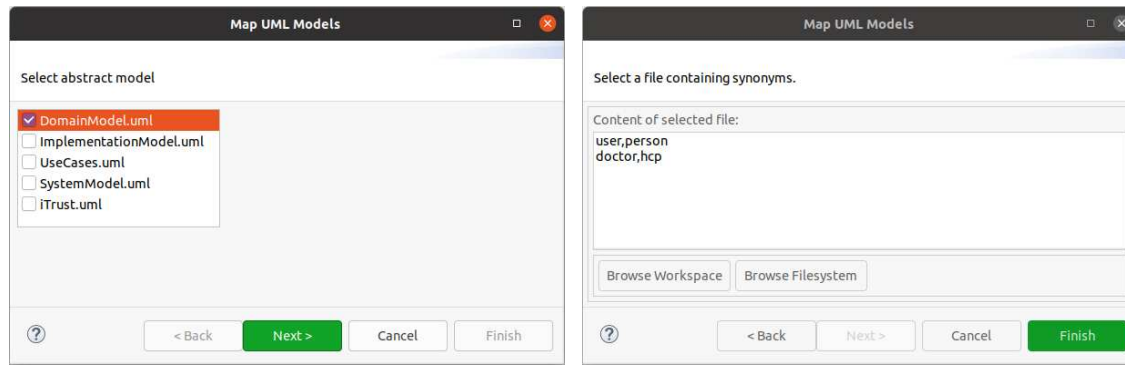 Map UML Models
Select abstract model
DomainModel.uml
ImplementationModel.uml
UseCases.uml
SystemModel.uml
iTrust.uml
< Back
Next >
Cancel
Finish
Map UML Models
Select a file containing synonyms.
Content of selected file:
user,person
doctor,hcp
Browse Workspace
Browse Filesystem
< Back
Next >
Cancel
Finish